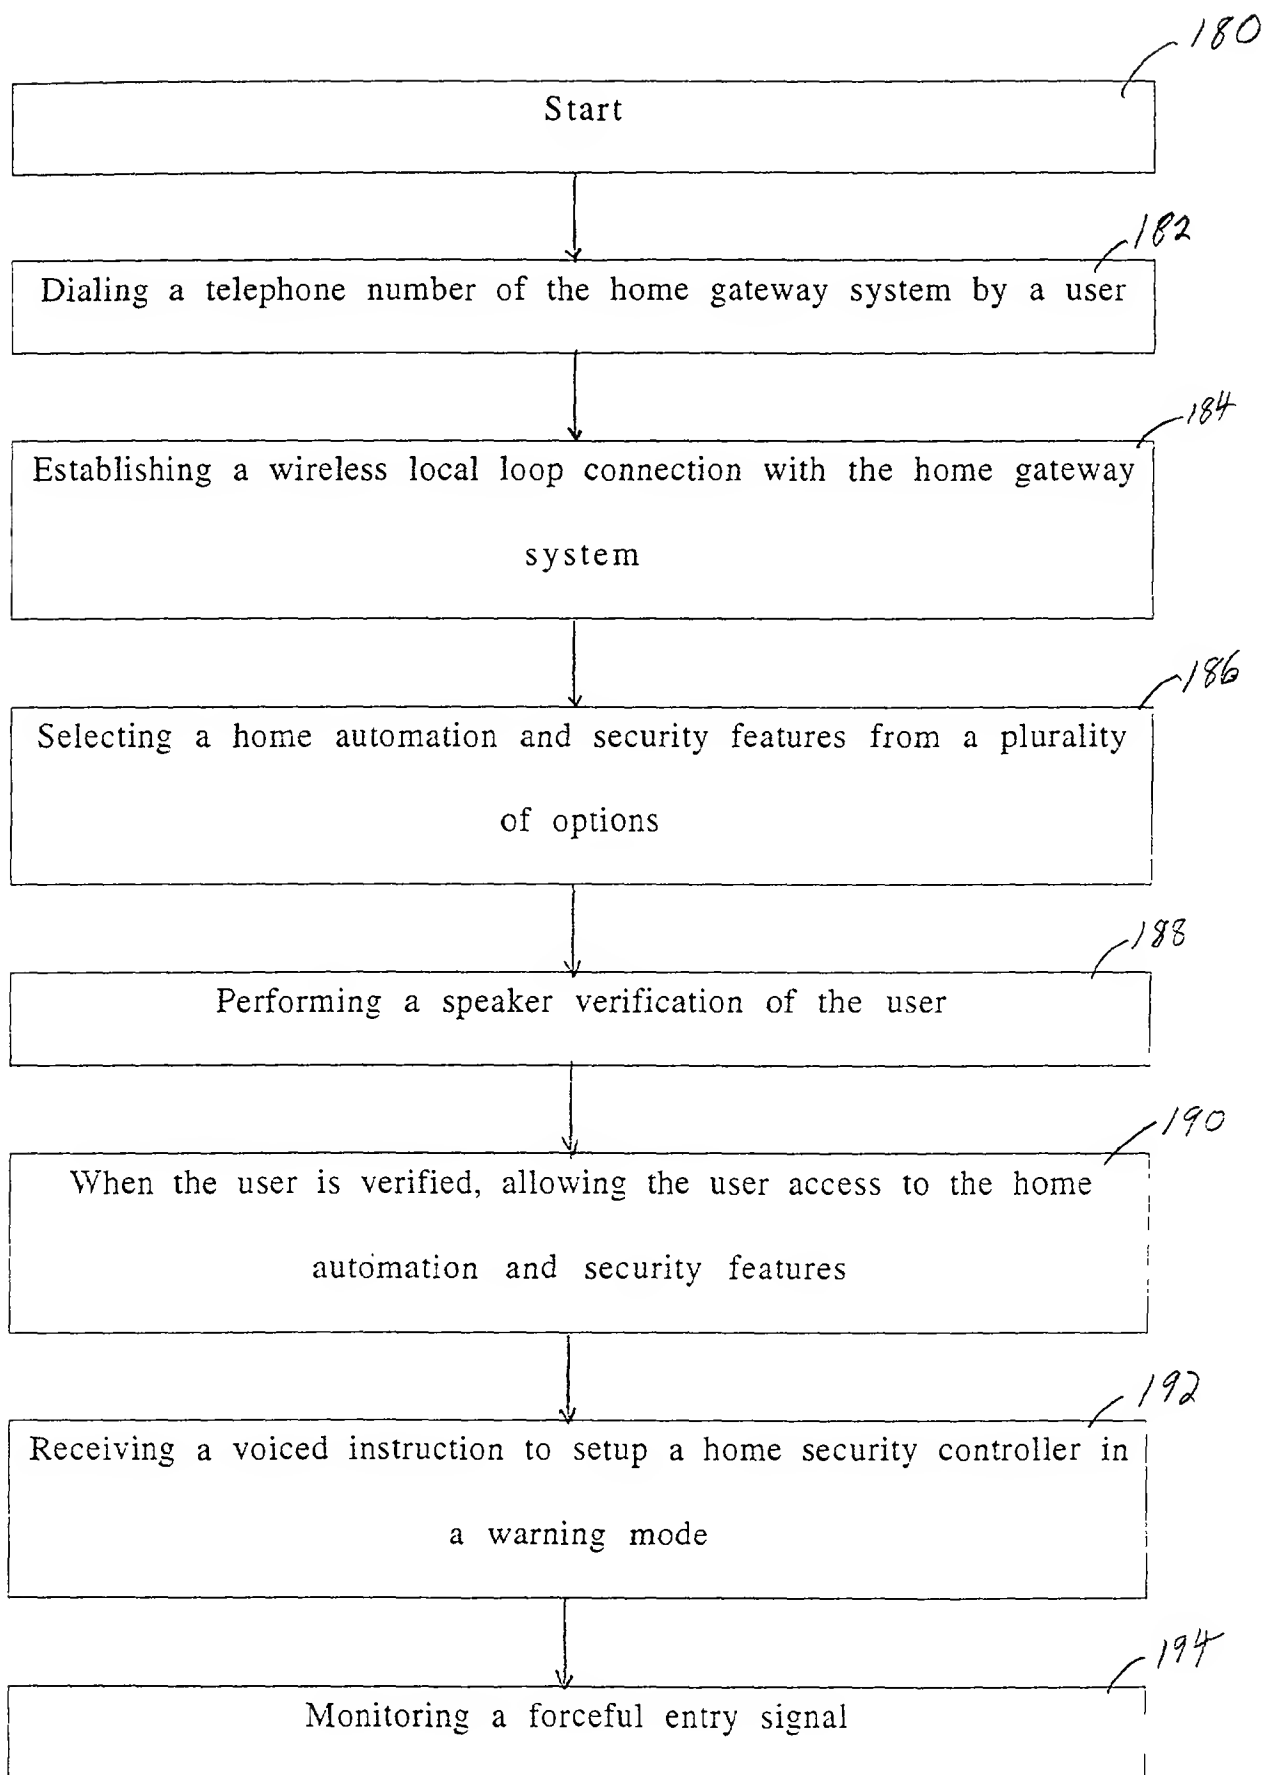 180
Start
182
Dialing a telephone number of the home gateway system by a user
184
Establishing a wireless local loop connection with the home gateway
system
186
Selecting a home automation and security features from a plurality
of options
188
Performing a speaker verification of the user
190
When the user is verified, allowing the user access to the home
automation and security features
192
Receiving a voiced instruction to setup a home security controller in
a warning mode
194
Monitoring a forceful entry signal